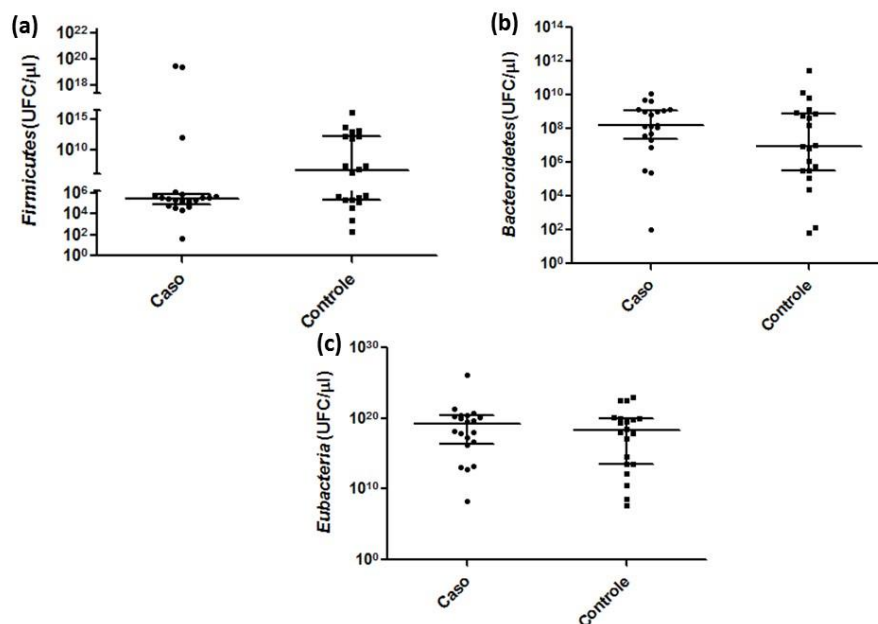 (a)
Firmicutes (UFC/µl)
10²²
10²⁰
10¹⁸
10¹⁵
10¹⁰
10⁶
10⁴
10²
10⁰
Caso
Controle
(b)
Bacteroidetes (UFC/µl)
10¹⁴
10¹²
10¹⁰
10⁸
10⁶
10⁴
10²
10⁰
Caso
Controle
(c)
Eubacteria (UFC/µl)
10³⁰
10²⁰
10¹⁰
10⁰
Caso
Controle